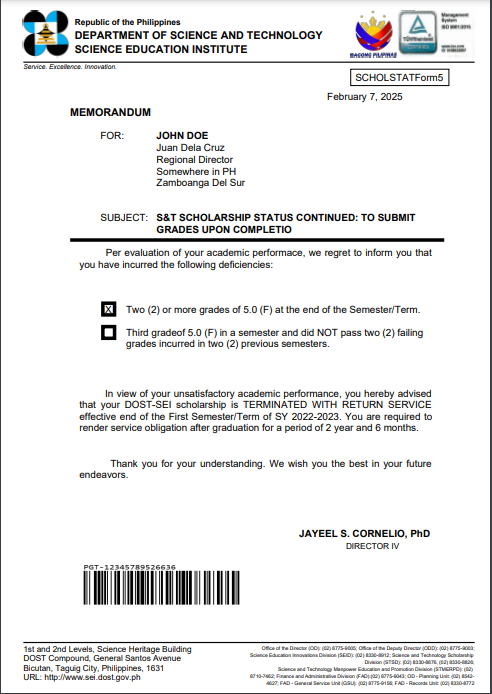 Republic of the Philippines
DEPARTMENT OF SCIENCE AND TECHNOLOGY
SCIENCE EDUCATION INSTITUTE
Service. Excellence. Innovation.
BAGONG PILIPINAS
Management
System
ISO 9001:2015
SCHOLSTATForm5
February 7, 2025
MEMORANDUM
FOR: JOHN DOE
Juan Dela Cruz
Regional Director
Somewhere in PH
Zamboanga Del Sur
SUBJECT: S&T SCHOLARSHIP STATUS CONTINUED: TO SUBMIT
GRADES UPON COMPLETIO
Per evaluation of your academic performace, we regret to inform you that
you have incurred the following deficiencies:
X Two (2) or more grades of 5.0 (F) at the end of the Semester/Term.
Third gradeof 5.0 (F) in a semester and did NOT pass two (2) failing
grades incurred in two (2) previous semesters.
In view of your unsatisfactory academic performance, you hereby advised
that your DOST-SEI scholarship is TERMINATED WITH RETURN SERVICE
effective end of the First Semester/Term of SY 2022-2023. You are required to
render service obligation after graduation for a period of 2 year and 6 months.
Thank you for your understanding. We wish you the best in your future
endeavors.
JAYEEL S. CORNELIO, PhD
DIRECTOR IV
PGT-12345789526636
1st and 2nd Levels, Science Heritage Building
DOST Compound, General Santos Avenue
Bicutan, Taguig City, Philippines, 1631
URL: http://www.sei.dost.gov.ph
Office of the Director (OD): (02) 8775-9005; Office of the Deputy Director (ODD): (02) 8775-9003;
Science Education Innovations Division (SEID): (02) 8330-8912; Science and Technology Scholarship
Division (STSD): (02) 8330-8676, (02) 8330-8820;
Science and Technology Manpower Education and Promotion Division (STMERPD): (02)
8710-7462; Finance and Administrative Division (FAD):(02) 8775-9043; OD - Planning Unit: (02) 8542-
4627; FAD - General Service Unit (GSU): (02) 8775-9156; FAD - Records Unit: (02) 8330-8772